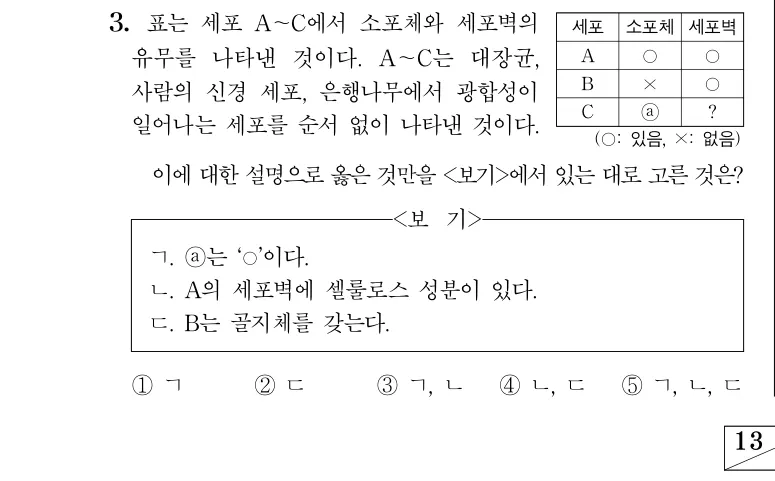 3. 표는 세포 A~C에서 소포체와 세포벽의
유무를 나타낸 것이다. A~C는 대장균,
사람의 신경 세포, 은행나무에서 광합성이
일어나는 세포를 순서 없이 나타낸 것이다.
세포 소포체 세포벽
A ○ ○
B × ○
C ⓐ ?
(○: 있음, ×: 없음)
이에 대한 설명으로 옳은 것만을 <보기>에서 있는 대로 고른 것은?
<보 기>
ㄱ. ⓐ는 ‘○’이다.
ㄴ. A의 세포벽에 셀룰로스 성분이 있다.
ㄷ. B는 골지체를 갖는다.
① ㄱ ② ㄷ ③ ㄱ, ㄴ ④ ㄴ, ㄷ ⑤ ㄱ, ㄴ, ㄷ
13